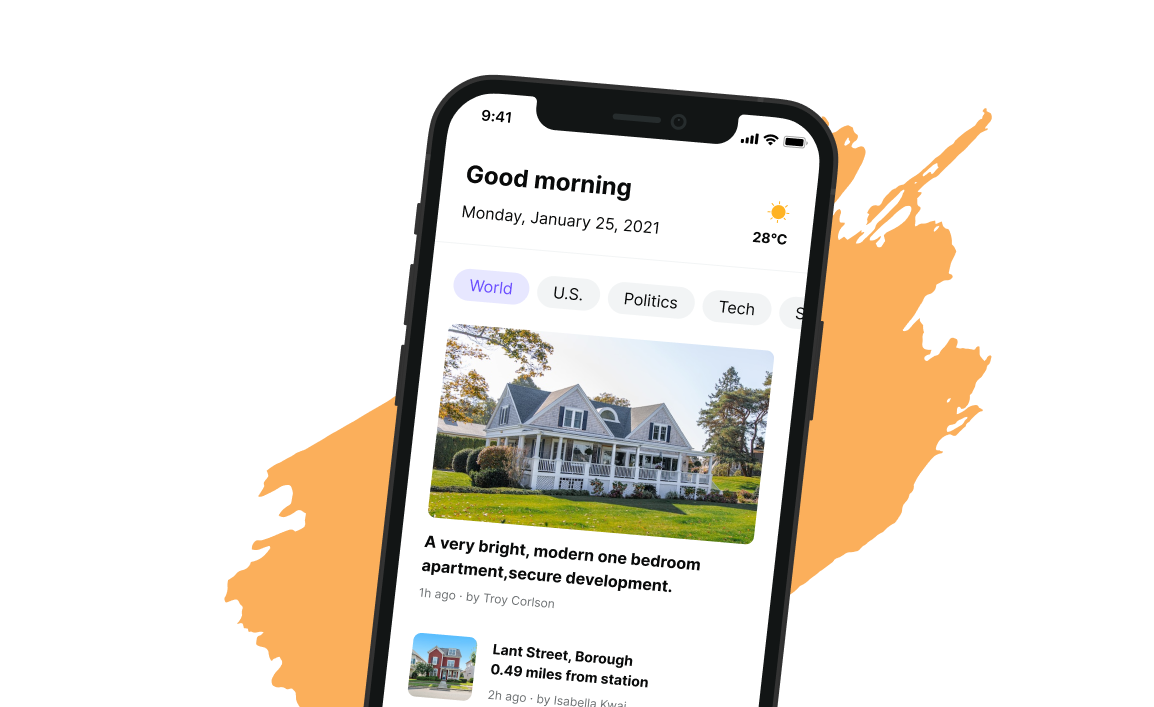 9:41
Good morning
Monday, January 25, 2021
28°C
World
U.S.
Politics
Tech
S
A very bright, modern one bedroom
apartment,secure development.
1h ago · by Troy Corlson
Lant Street, Borough
0.49 miles from station
2h ago · by Isabella Kwai